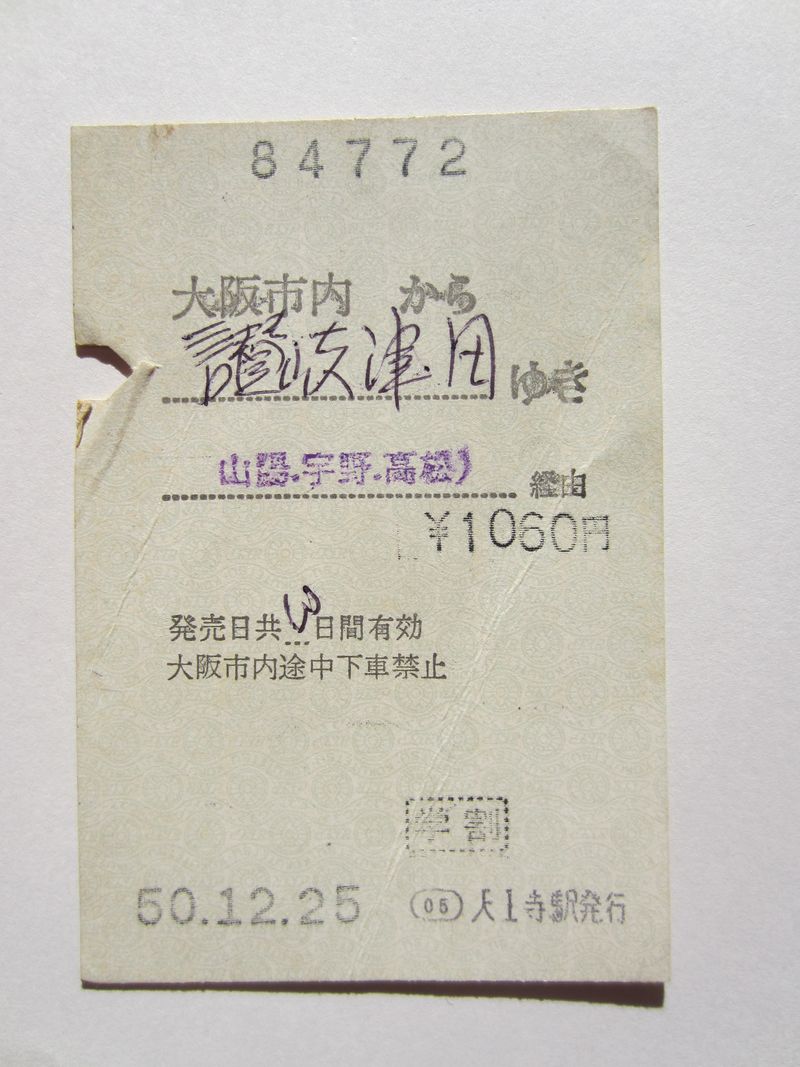 84772
大阪市内 から
讃岐津田 ゆき
山陽.宇野.高松) 経由
¥1060円
発売日共3日間有効
大阪市内途中下車禁止
学割
50.12.25 (05) 天王寺駅発行